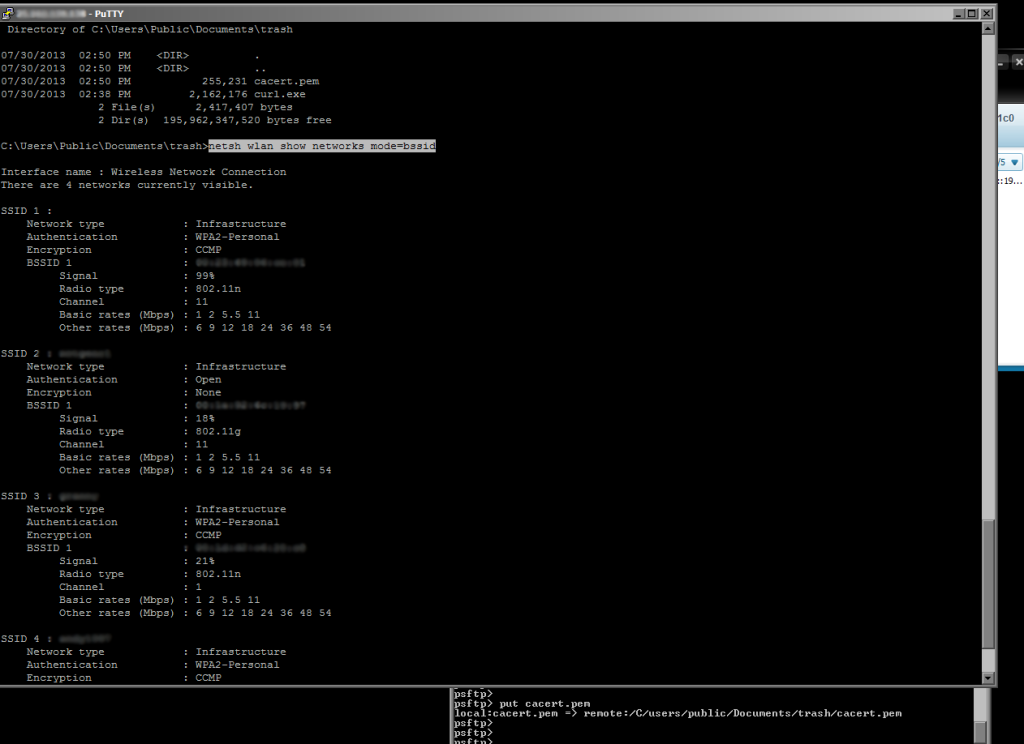 - PuTTY
Directory of C:\Users\Public\Documents\trash
07/30/2013 02:50 PM <DIR> .
07/30/2013 02:50 PM <DIR> ..
07/30/2013 02:50 PM 255,231 cacert.pem
07/30/2013 02:38 PM 2,162,176 curl.exe
2 File(s) 2,417,407 bytes
2 Dir(s) 195,962,347,520 bytes free
C:\Users\Public\Documents\trash>netsh wlan show networks mode=bssid
Interface name : Wireless Network Connection
There are 4 networks currently visible.
SSID 1 :
Network type : Infrastructure
Authentication : WPA2-Personal
Encryption : CCMP
BSSID 1 :
Signal : 99%
Radio type : 802.11n
Channel : 11
Basic rates (Mbps) : 1 2 5.5 11
Other rates (Mbps) : 6 9 12 18 24 36 48 54
SSID 2 :
Network type : Infrastructure
Authentication : Open
Encryption : None
BSSID 1 :
Signal : 18%
Radio type : 802.11g
Channel : 11
Basic rates (Mbps) : 1 2 5.5 11
Other rates (Mbps) : 6 9 12 18 24 36 48 54
SSID 3 :
Network type : Infrastructure
Authentication : WPA2-Personal
Encryption : CCMP
BSSID 1 :
Signal : 21%
Radio type : 802.11n
Channel : 1
Basic rates (Mbps) : 1 2 5.5 11
Other rates (Mbps) : 6 9 12 18 24 36 48 54
SSID 4 :
Network type : Infrastructure
Authentication : WPA2-Personal
Encryption : CCMP
1c0
/5
::19...
psftp>
psftp> put cacert.pem
local:cacert.pem => remote:/C/users/public/Documents/trash/cacert.pem
psftp>
psftp>
psftp>